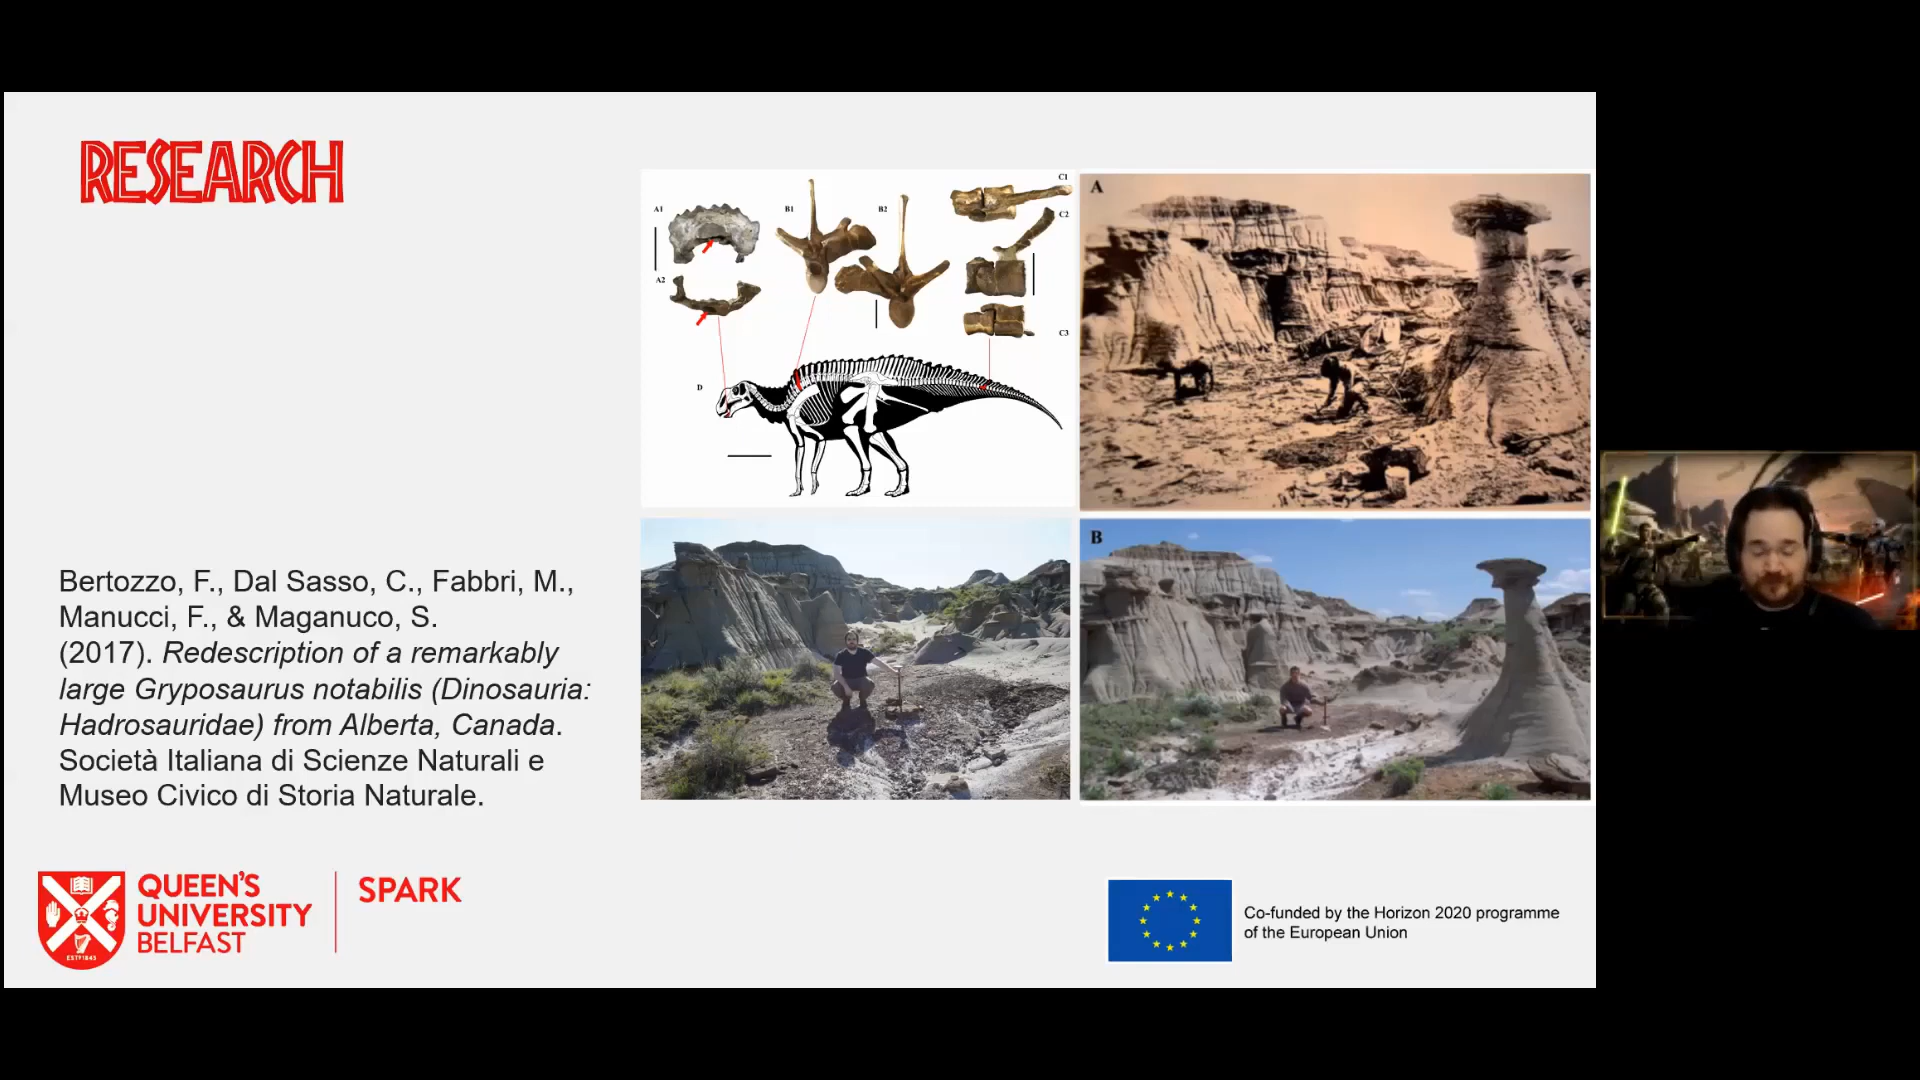 RESEARCH
A1
B1
B2
C1
C2
A2
C3
D
A
B
Bertozzo, F., Dal Sasso, C., Fabbri, M.,
Manucci, F., & Maganuco, S.
(2017). Redescription of a remarkably
large Gryposaurus notabilis (Dinosauria:
Hadrosauridae) from Alberta, Canada.
Società Italiana di Scienze Naturali e
Museo Civico di Storia Naturale.
QUEEN'S
UNIVERSITY
BELFAST
ESTD1845
SPARK
Co-funded by the Horizon 2020 programme
of the European Union